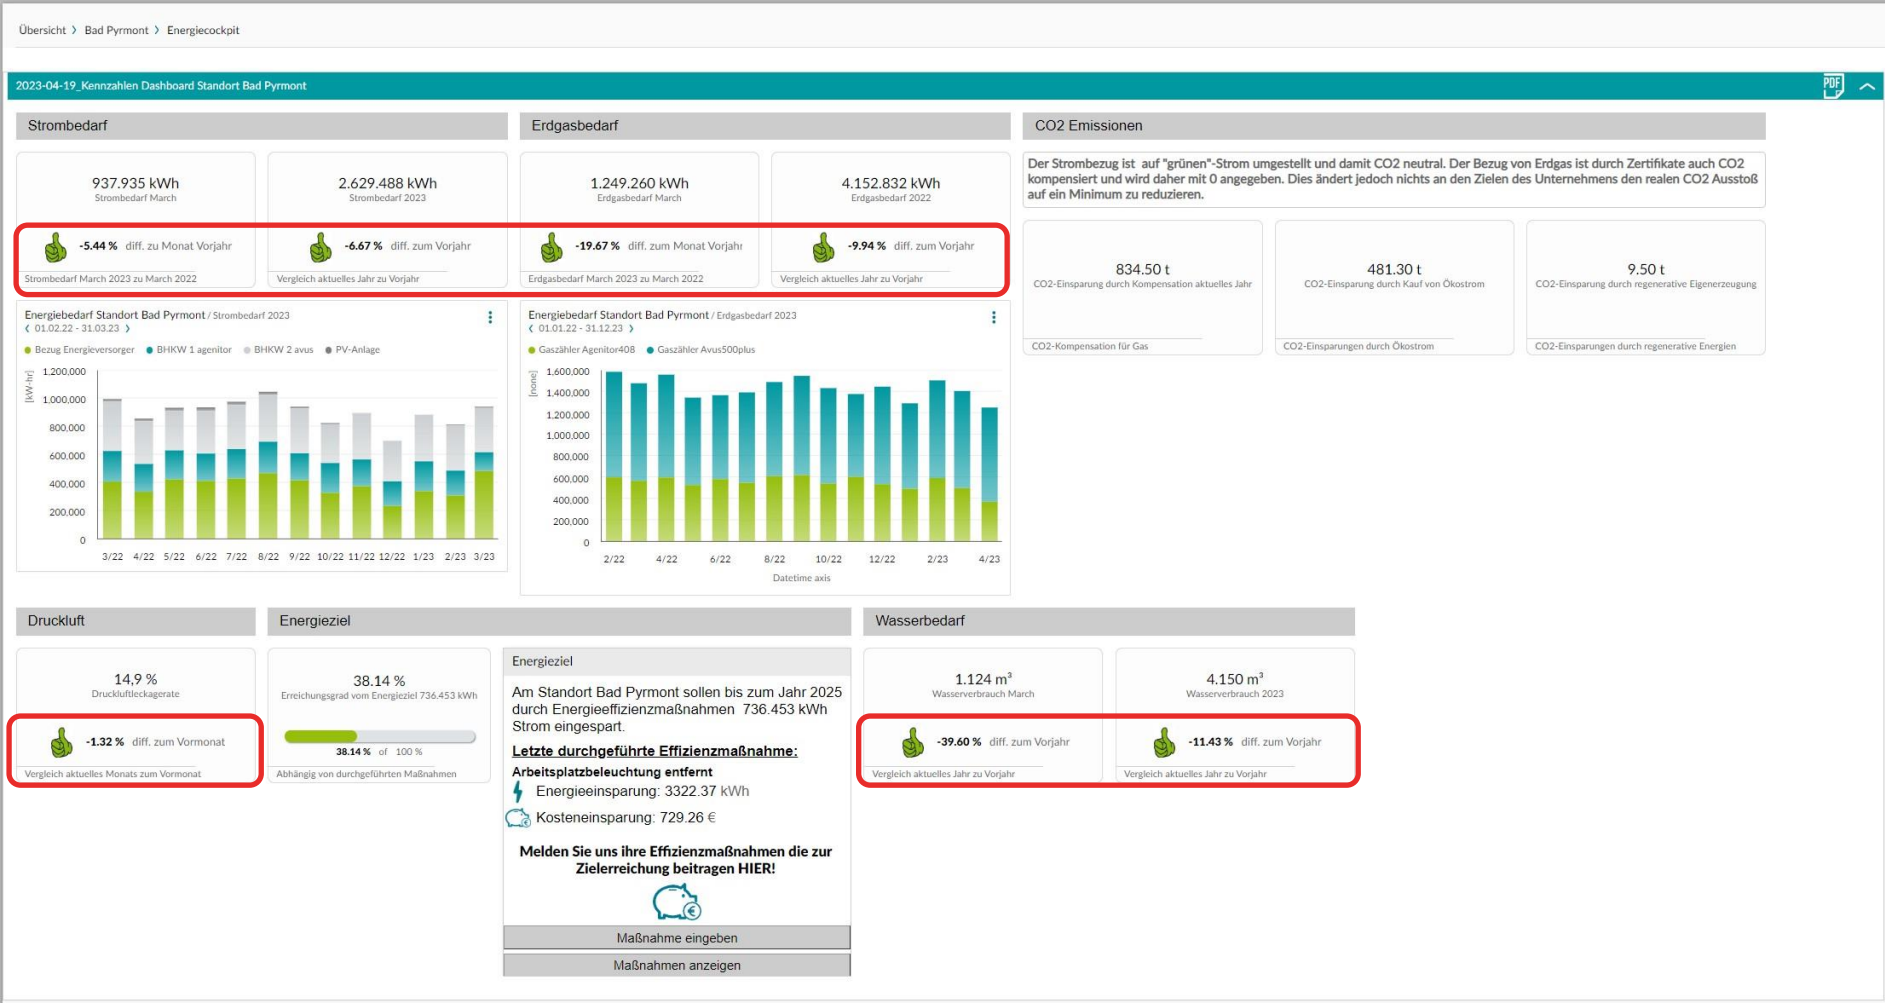 Übersicht > Bad Pyrmont > Energiecockpit
2023-04-19_Kennzahlen Dashboard Standort Bad Pyrmont
PDF
Strombedarf
937.935 kWh
Strombedarf March
-5.44 % diff. zu Monat Vorjahr
Strombedarf March 2023 zu March 2022
2.629.488 kWh
Strombedarf 2023
-6.67 % diff. zum Vorjahr
Vergleich aktuelles Jahr zu Vorjahr
Energiebedarf Standort Bad Pyrmont / Strombedarf 2023
01.02.22 - 31.03.23
Bezug Energieversorger
BHKW 1 agenitor
BHKW 2 avus
PV-Anlage
[kW-hr]
1.200.000
1.000.000
800.000
600.000
400.000
200.000
0
3/22 4/22 5/22 6/22 7/22 8/22 9/22 10/22 11/22 12/22 1/23 2/23 3/23
Erdgasbedarf
1.249.260 kWh
Erdgasbedarf March
-19.67 % diff. zum Monat Vorjahr
Erdgasbedarf March 2023 zu March 2022
4.152.832 kWh
Erdgasbedarf 2022
-9.94 % diff. zum Vorjahr
Vergleich aktuelles Jahr zu Vorjahr
Energiebedarf Standort Bad Pyrmont / Erdgasbedarf 2023
01.01.22 - 31.12.23
Gaszähler Agenitor408
Gaszähler Avus500plus
[none]
1,600,000
1,400,000
1,200,000
1,000,000
800,000
600,000
400,000
200,000
0
2/22 4/22 6/22 8/22 10/22 12/22 2/23 4/23
Datetime axis
CO2 Emissionen
Der Strombezug ist auf "grünen"-Strom umgestellt und damit CO2 neutral. Der Bezug von Erdgas ist durch Zertifikate auch CO2
kompensiert und wird daher mit 0 angegeben. Dies ändert jedoch nichts an den Zielen des Unternehmens den realen CO2 Ausstoß
auf ein Minimum zu reduzieren.
834.50 t
CO2-Einsparung durch Kompensation aktuelles Jahr
CO2-Kompensation für Gas
481.30 t
CO2-Einsparung durch Kauf von Ökostrom
CO2-Einsparungen durch Ökostrom
9.50 t
CO2-Einsparung durch regenerative Eigenerzeugung
CO2-Einsparungen durch regenerative Energien
Druckluft
14,9 %
Druckluftleckagerate
-1.32 % diff. zum Vormonat
Vergleich aktuelles Monats zum Vormonat
Energieziel
38.14 %
Erreichungsgrad vom Energieziel 736.453 kWh
38.14 % of 100 %
Abhängig von durchgeführten Maßnahmen
Energieziel
Am Standort Bad Pyrmont sollen bis zum Jahr 2025
durch Energieeffizienzmaßnahmen 736.453 kWh
Strom eingespart.
Letzte durchgeführte Effizienzmaßnahme:
Arbeitsplatzbeleuchtung entfernt
Energieeinsparung: 3322.37 kWh
Kosteneinsparung: 729.26 €
Melden Sie uns ihre Effizienzmaßnahmen die zur
Zielerreichung beitragen HIER!
Maßnahme eingeben
Maßnahmen anzeigen
Wasserbedarf
1.124 m³
Wasserverbrauch March
-39.60 % diff. zum Vorjahr
Vergleich aktuelles Jahr zu Vorjahr
4.150 m³
Wasserverbrauch 2023
-11.43 % diff. zum Vorjahr
Vergleich aktuelles Jahr zu Vorjahr